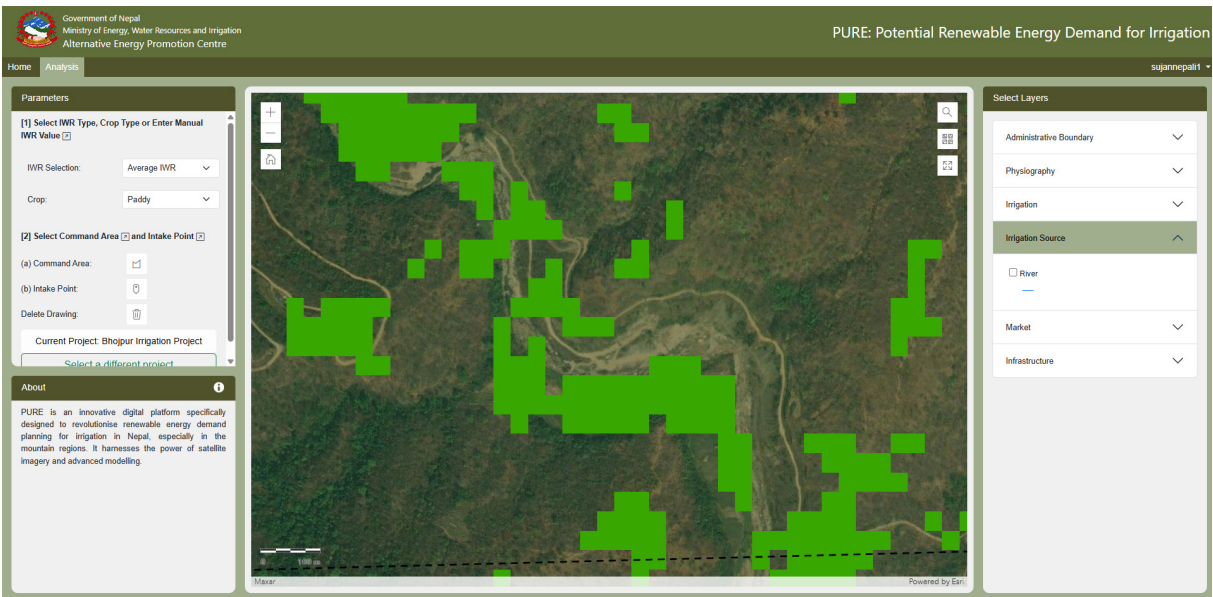 Government of Nepal
Ministry of Energy, Water Resources and Irrigation
Alternative Energy Promotion Centre
PURE: Potential Renewable Energy Demand for Irrigation
Home
Analysis
sujannepali1
Parameters
[1] Select IWR Type, Crop Type or Enter Manual
IWR Value
IWR Selection:
Average IWR
Crop:
Paddy
[2] Select Command Area and Intake Point
(a) Command Area:
(b) Intake Point:
Delete Drawing:
Current Project: Bhojpur Irrigation Project
Select a different project
About
PURE is an innovative digital platform specifically
designed to revolutionise renewable energy demand
planning for irrigation in Nepal, especially in the
mountain regions. It harnesses the power of satellite
imagery and advanced modelling.
Maxar
Powered by Esri
Select Layers
Administrative Boundary
Physiography
Irrigation
Irrigation Source
River
Market
Infrastructure